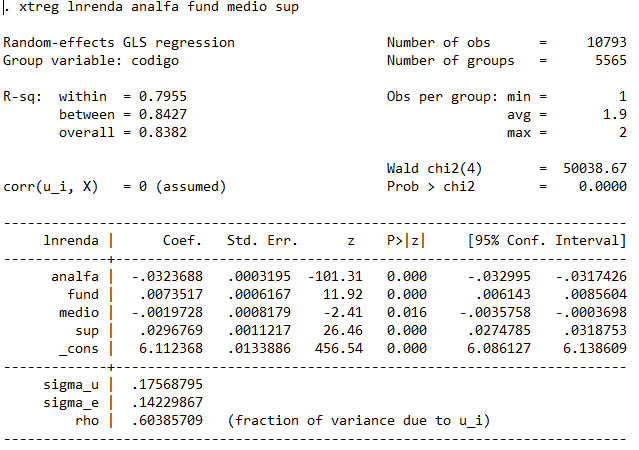 . xtreg lnrenda analfa fund medio sup
Random-effects GLS regression                   Number of obs     =     10793
Group variable: codigo                          Number of groups  =      5565
R-sq:  within  = 0.7955                         Obs per group: min =         1
       between = 0.8427                                        avg =       1.9
       overall = 0.8382                                        max =         2
                                                Wald chi2(4)       =  50038.67
corr(u_i, X)   = 0 (assumed)                    Prob > chi2        =    0.0000
------------------------------------------------------------------------------
     lnrenda |      Coef.   Std. Err.      z    P>|z|     [95% Conf. Interval]
-------------+----------------------------------------------------------------
      analfa |  -.0323688   .0003195  -101.31   0.000     -.032995   -.0317426
        fund |   .0073517   .0006167    11.92   0.000      .006143    .0085604
       medio |  -.0019728   .0008179    -2.41   0.016    -.0035758   -.0003698
         sup |   .0296769   .0011217    26.46   0.000     .0274785    .0318753
       _cons |   6.112368   .0133886   456.54   0.000     6.086127    6.138609
-------------+----------------------------------------------------------------
     sigma_u |  .17568795
     sigma_e |  .14229867
         rho |  .60385709   (fraction of variance due to u_i)
------------------------------------------------------------------------------